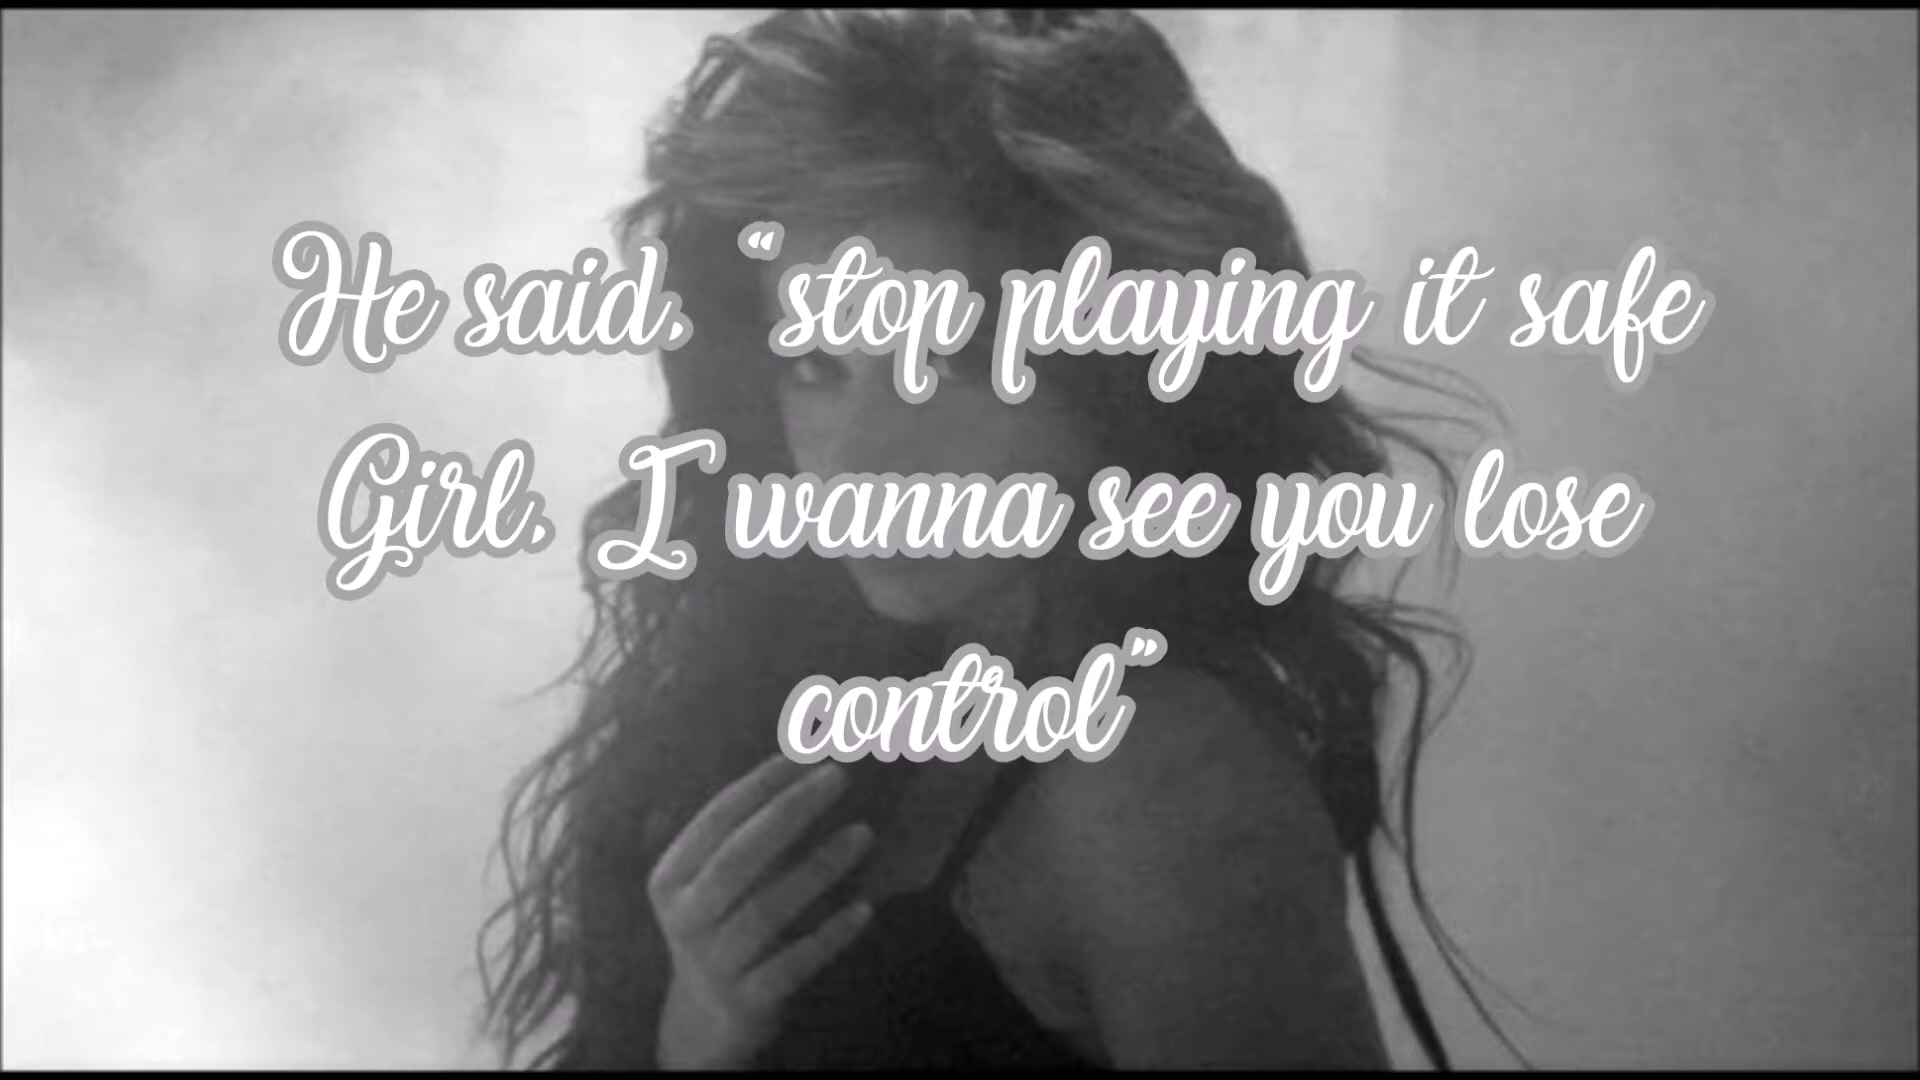 He said, “stop playing it safe
Girl, I wanna see you lose
control”